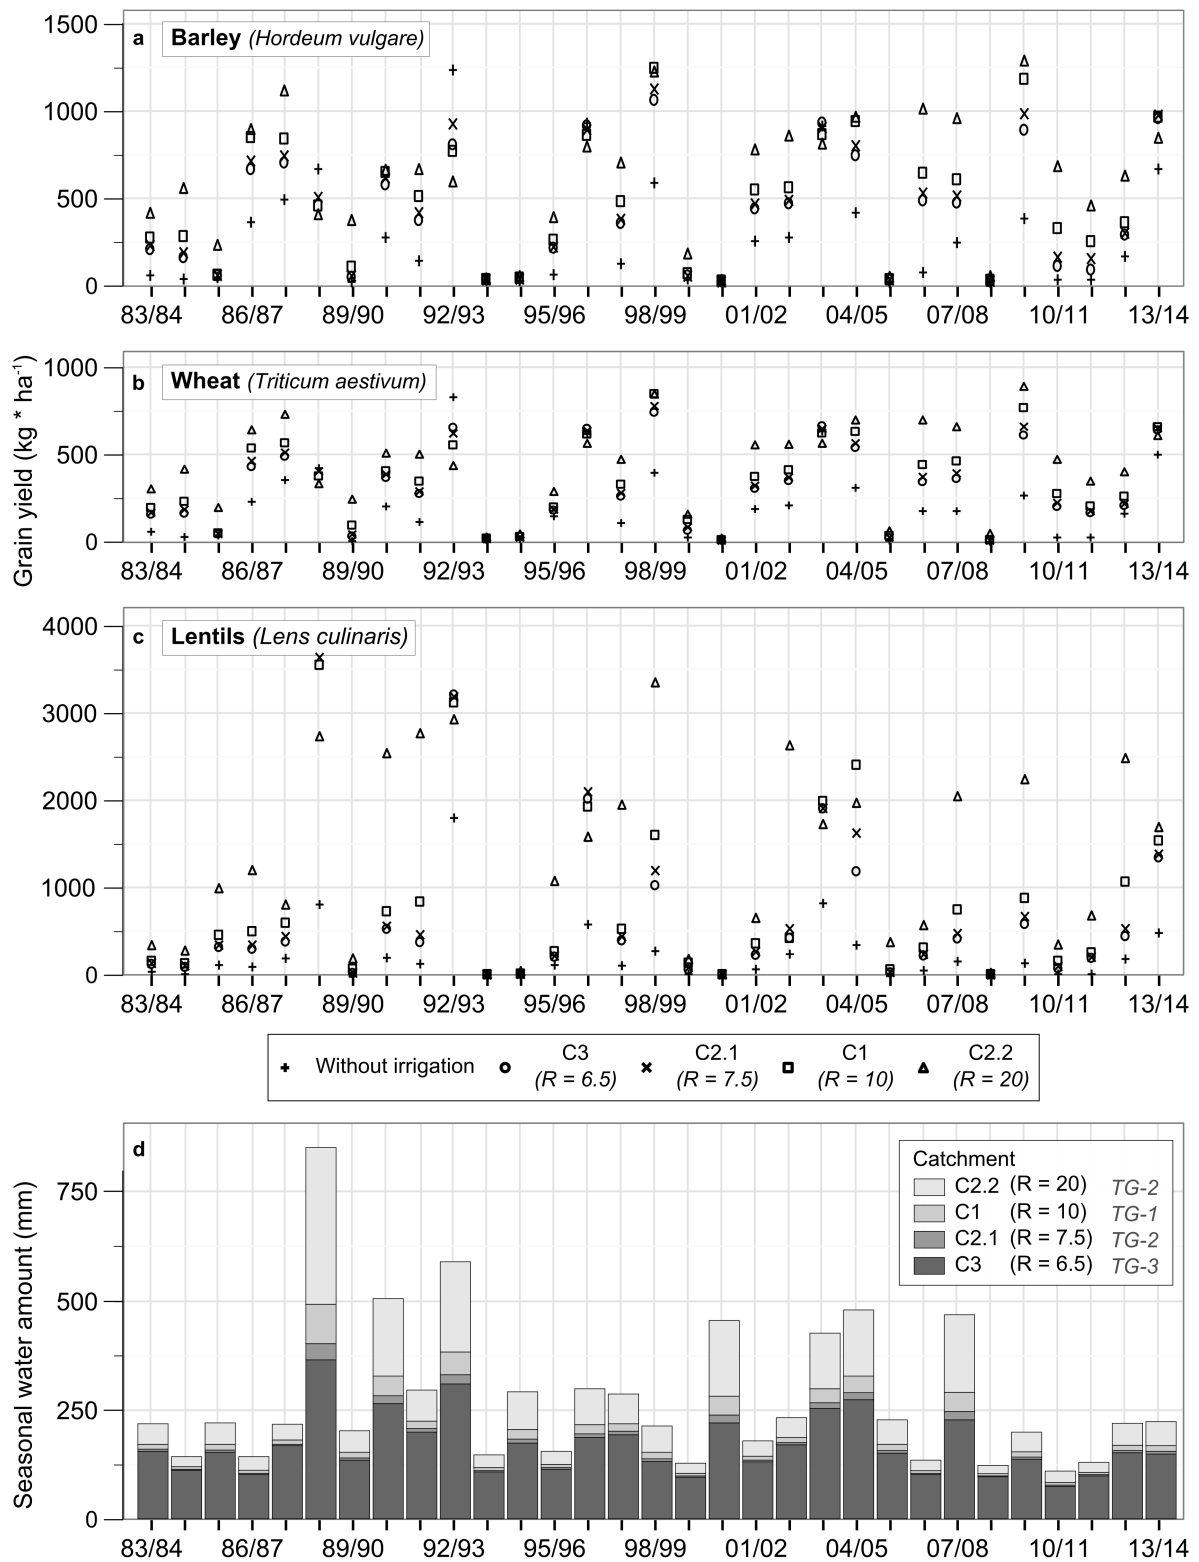 1500
a Barley (Hordeum vulgare)
1000
500
0
83/84 86/87 89/90 92/93 95/96 98/99 01/02 04/05 07/08 10/11 13/14
Grain yield (kg * ha-1)
1000
b Wheat (Triticum aestivum)
500
0
83/84 86/87 89/90 92/93 95/96 98/99 01/02 04/05 07/08 10/11 13/14
4000
c Lentils (Lens culinaris)
3000
2000
1000
0
83/84 86/87 89/90 92/93 95/96 98/99 01/02 04/05 07/08 10/11 13/14
Without irrigation C3 C2.1 C1 C2.2
(R = 6.5) (R = 7.5) (R = 10) (R = 20)
d
Seasonal water amount (mm)
750
500
250
0
Catchment
C2.2 (R = 20) TG-2
C1 (R = 10) TG-1
C2.1 (R = 7.5) TG-2
C3 (R = 6.5) TG-3
83/84 86/87 89/90 92/93 95/96 98/99 01/02 04/05 07/08 10/11 13/14